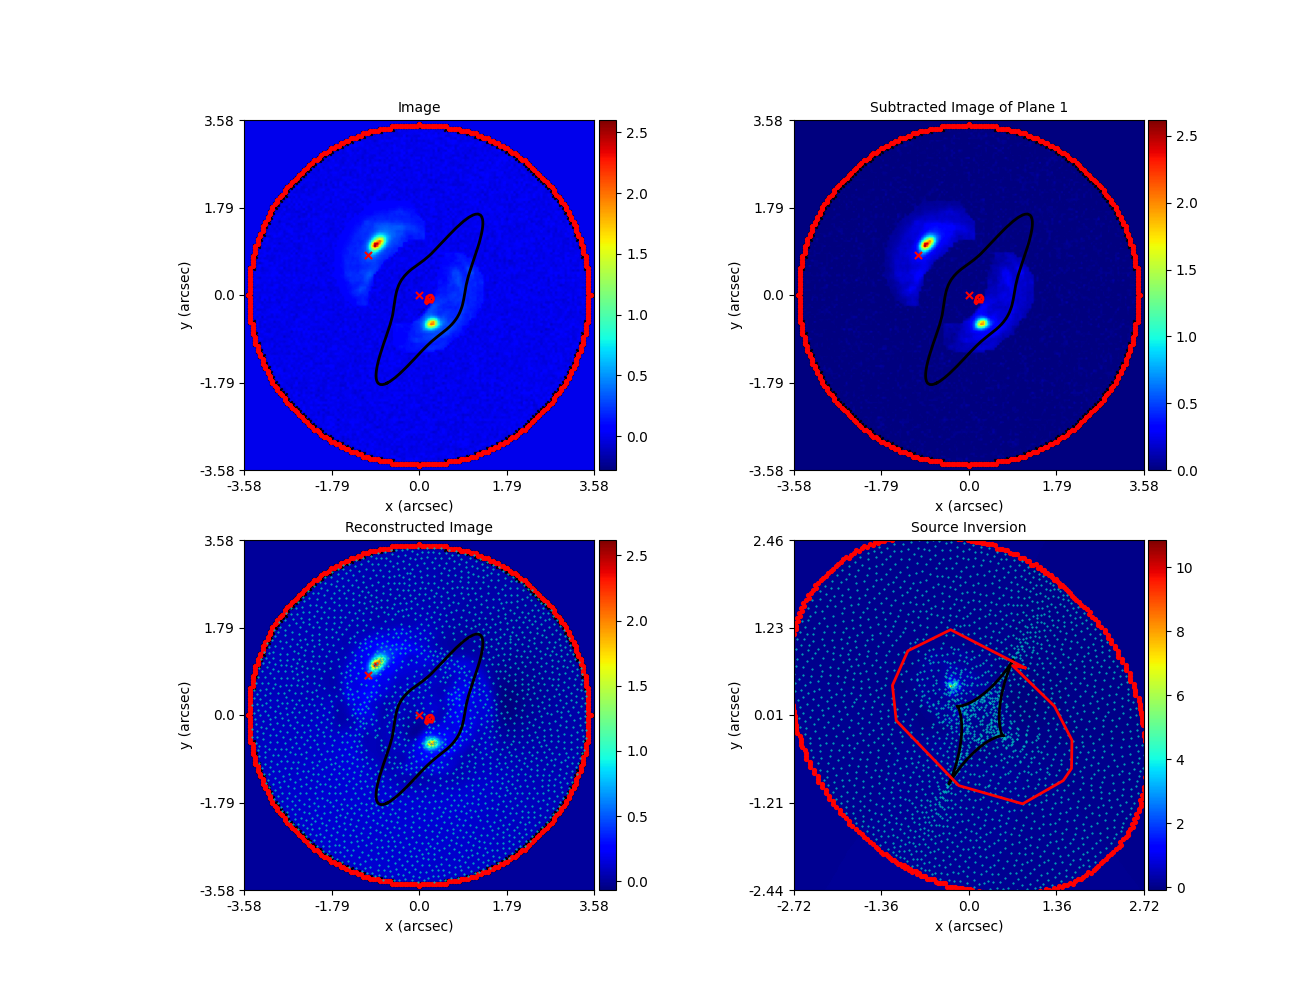 Image
3.58
1.79
0.0
-1.79
-3.58
y (arcsec)
-3.58 -1.79 0.0 1.79 3.58
x (arcsec)
2.5
2.0
1.5
1.0
0.5
0.0
Subtracted Image of Plane 1
3.58
1.79
0.0
-1.79
-3.58
y (arcsec)
-3.58 -1.79 0.0 1.79 3.58
x (arcsec)
2.5
2.0
1.5
1.0
0.5
0.0
Reconstructed Image
3.58
1.79
0.0
-1.79
-3.58
y (arcsec)
-3.58 -1.79 0.0 1.79 3.58
x (arcsec)
2.5
2.0
1.5
1.0
0.5
0.0
Source Inversion
2.46
1.23
0.01
-1.21
-2.44
y (arcsec)
-2.72 -1.36 0.0 1.36 2.72
x (arcsec)
10
8
6
4
2
0